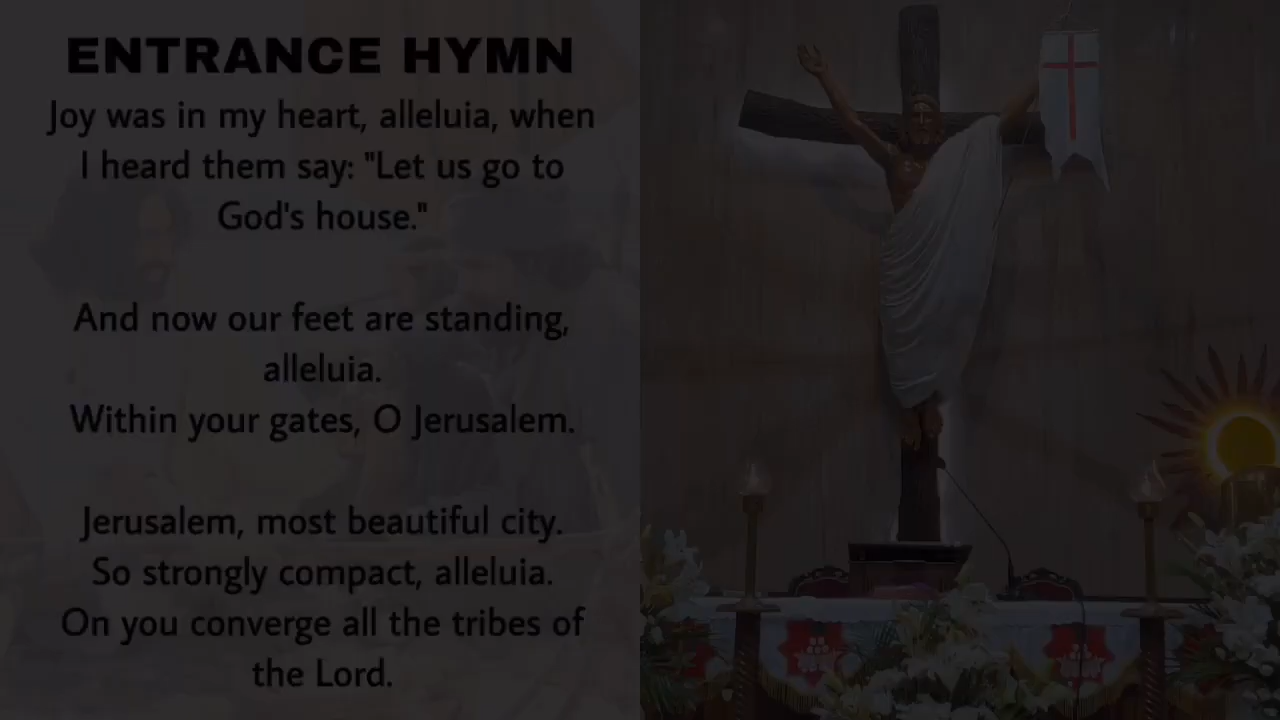 ENTRANCE HYMN
Joy was in my heart, alleluia, when
I heard them say: "Let us go to
God's house."
And now our feet are standing,
alleluia.
Within your gates, O Jerusalem.
Jerusalem, most beautiful city.
So strongly compact, alleluia.
On you converge all the tribes of
the Lord.